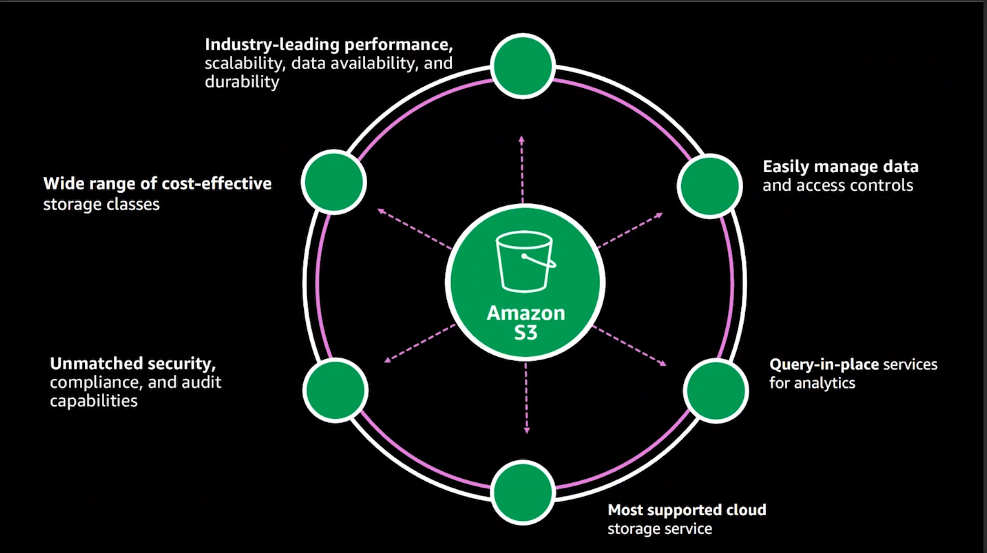 Industry-leading performance,
scalability, data availability, and
durability
Easily manage data
and access controls
Wide range of cost-effective
storage classes
Amazon
S3
Unmatched security,
compliance, and audit
capabilities
Query-in-place services
for analytics
Most supported cloud
storage service